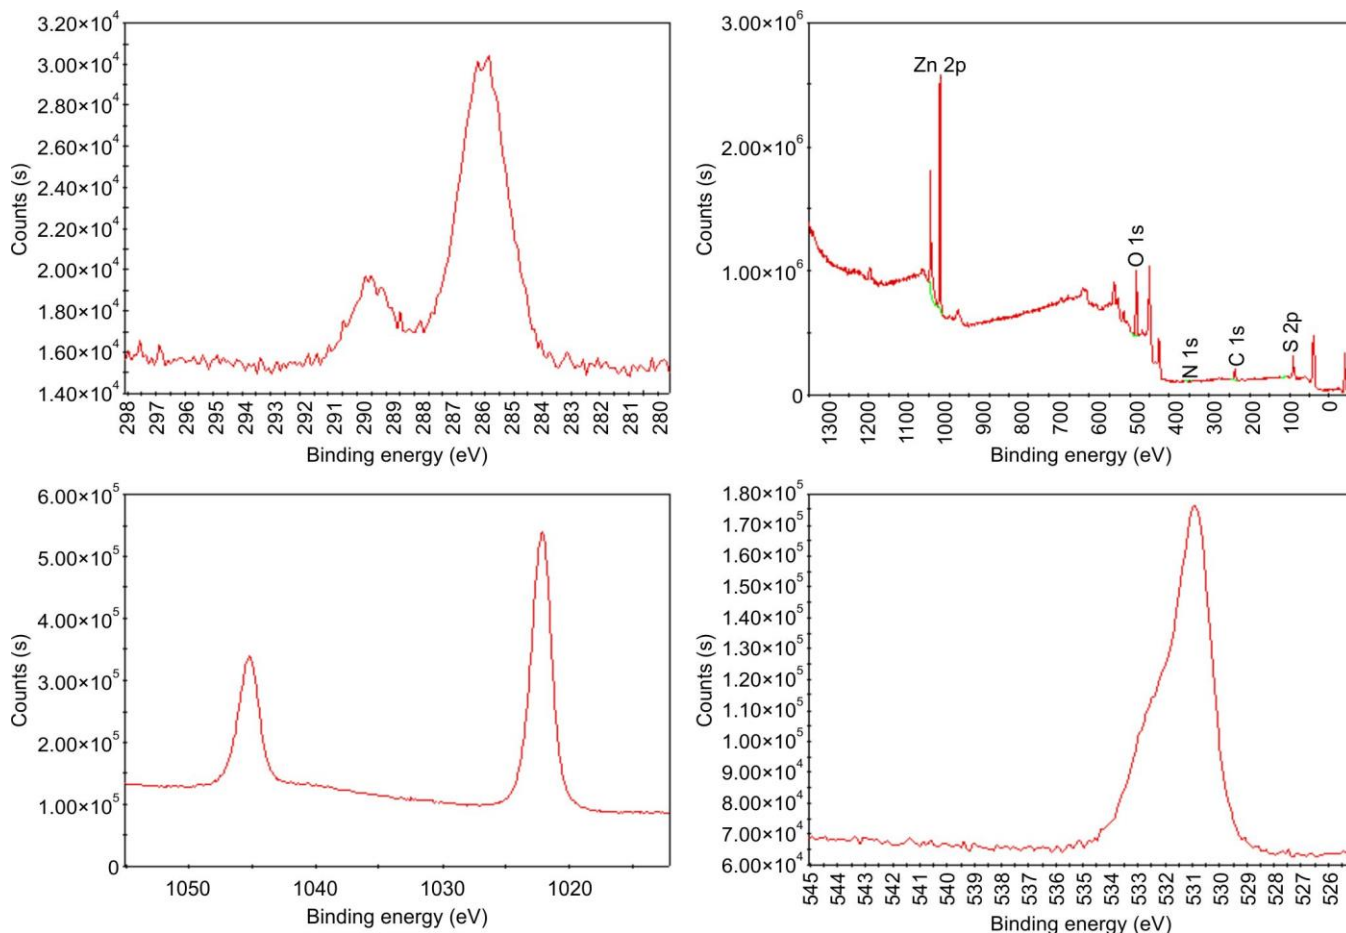 3.20×10⁴
3.00×10⁴
2.80×10⁴
2.60×10⁴
2.40×10⁴
2.20×10⁴
2.00×10⁴
1.80×10⁴
1.60×10⁴
1.40×10⁴
Counts (s)
298 297 296 295 294 293 292 291 290 289 288 287 286 285 284 283 282 281 280
Binding energy (eV)
3.00×10⁶
2.00×10⁶
1.00×10⁶
0
Counts (s)
Zn 2p
O 1s
N 1s
C 1s
S 2p
1300 1200 1100 1000 900 800 700 600 500 400 300 200 100 0
Binding energy (eV)
6.00×10⁵
5.00×10⁵
4.00×10⁵
3.00×10⁵
2.00×10⁵
1.00×10⁵
0
Counts (s)
1050 1040 1030 1020
Binding energy (eV)
1.80×10⁵
1.70×10⁵
1.60×10⁵
1.50×10⁵
1.40×10⁵
1.30×10⁵
1.20×10⁵
1.10×10⁵
1.00×10⁵
9.00×10⁴
8.00×10⁴
7.00×10⁴
6.00×10⁴
Counts (s)
545 544 543 542 541 540 539 538 537 536 535 534 533 532 531 530 529 528 527 526
Binding energy (eV)